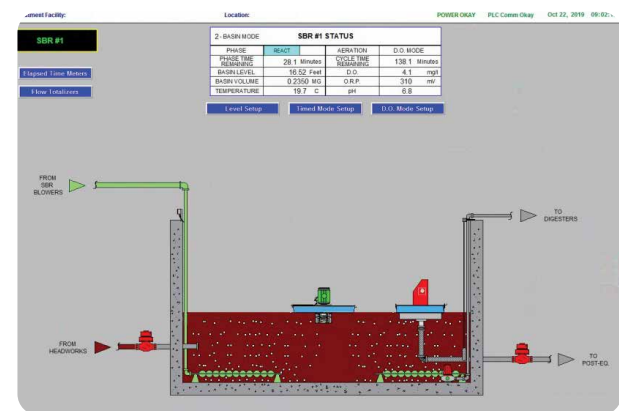 Facility:
Location:
POWER OKAY
PLC Comm Okay
Oct 22, 2019
SBR #1
Elapsed Time Meters
Flow Totalizers
2 - BASIN MODE
SBR #1 STATUS
PHASE REACT AERATION D.O. MODE
PHASE TIME REMAINING 28.1 Minutes CYCLE TIME REMAINING 138.1 Minutes
BASIN LEVEL 16.52 Feet D.O. 4.1 mg/l
BASIN VOLUME 0.2350 MG O.R.P. 310
TEMPERATURE 19.7 C pH 6.8
Level Setup
Timed Mode Setup
D.O. Mode Setup
FROM
SBR
BLOWERS
TO
DIGESTERS
FROM
HEADWORKS
TO
POST-EQ.